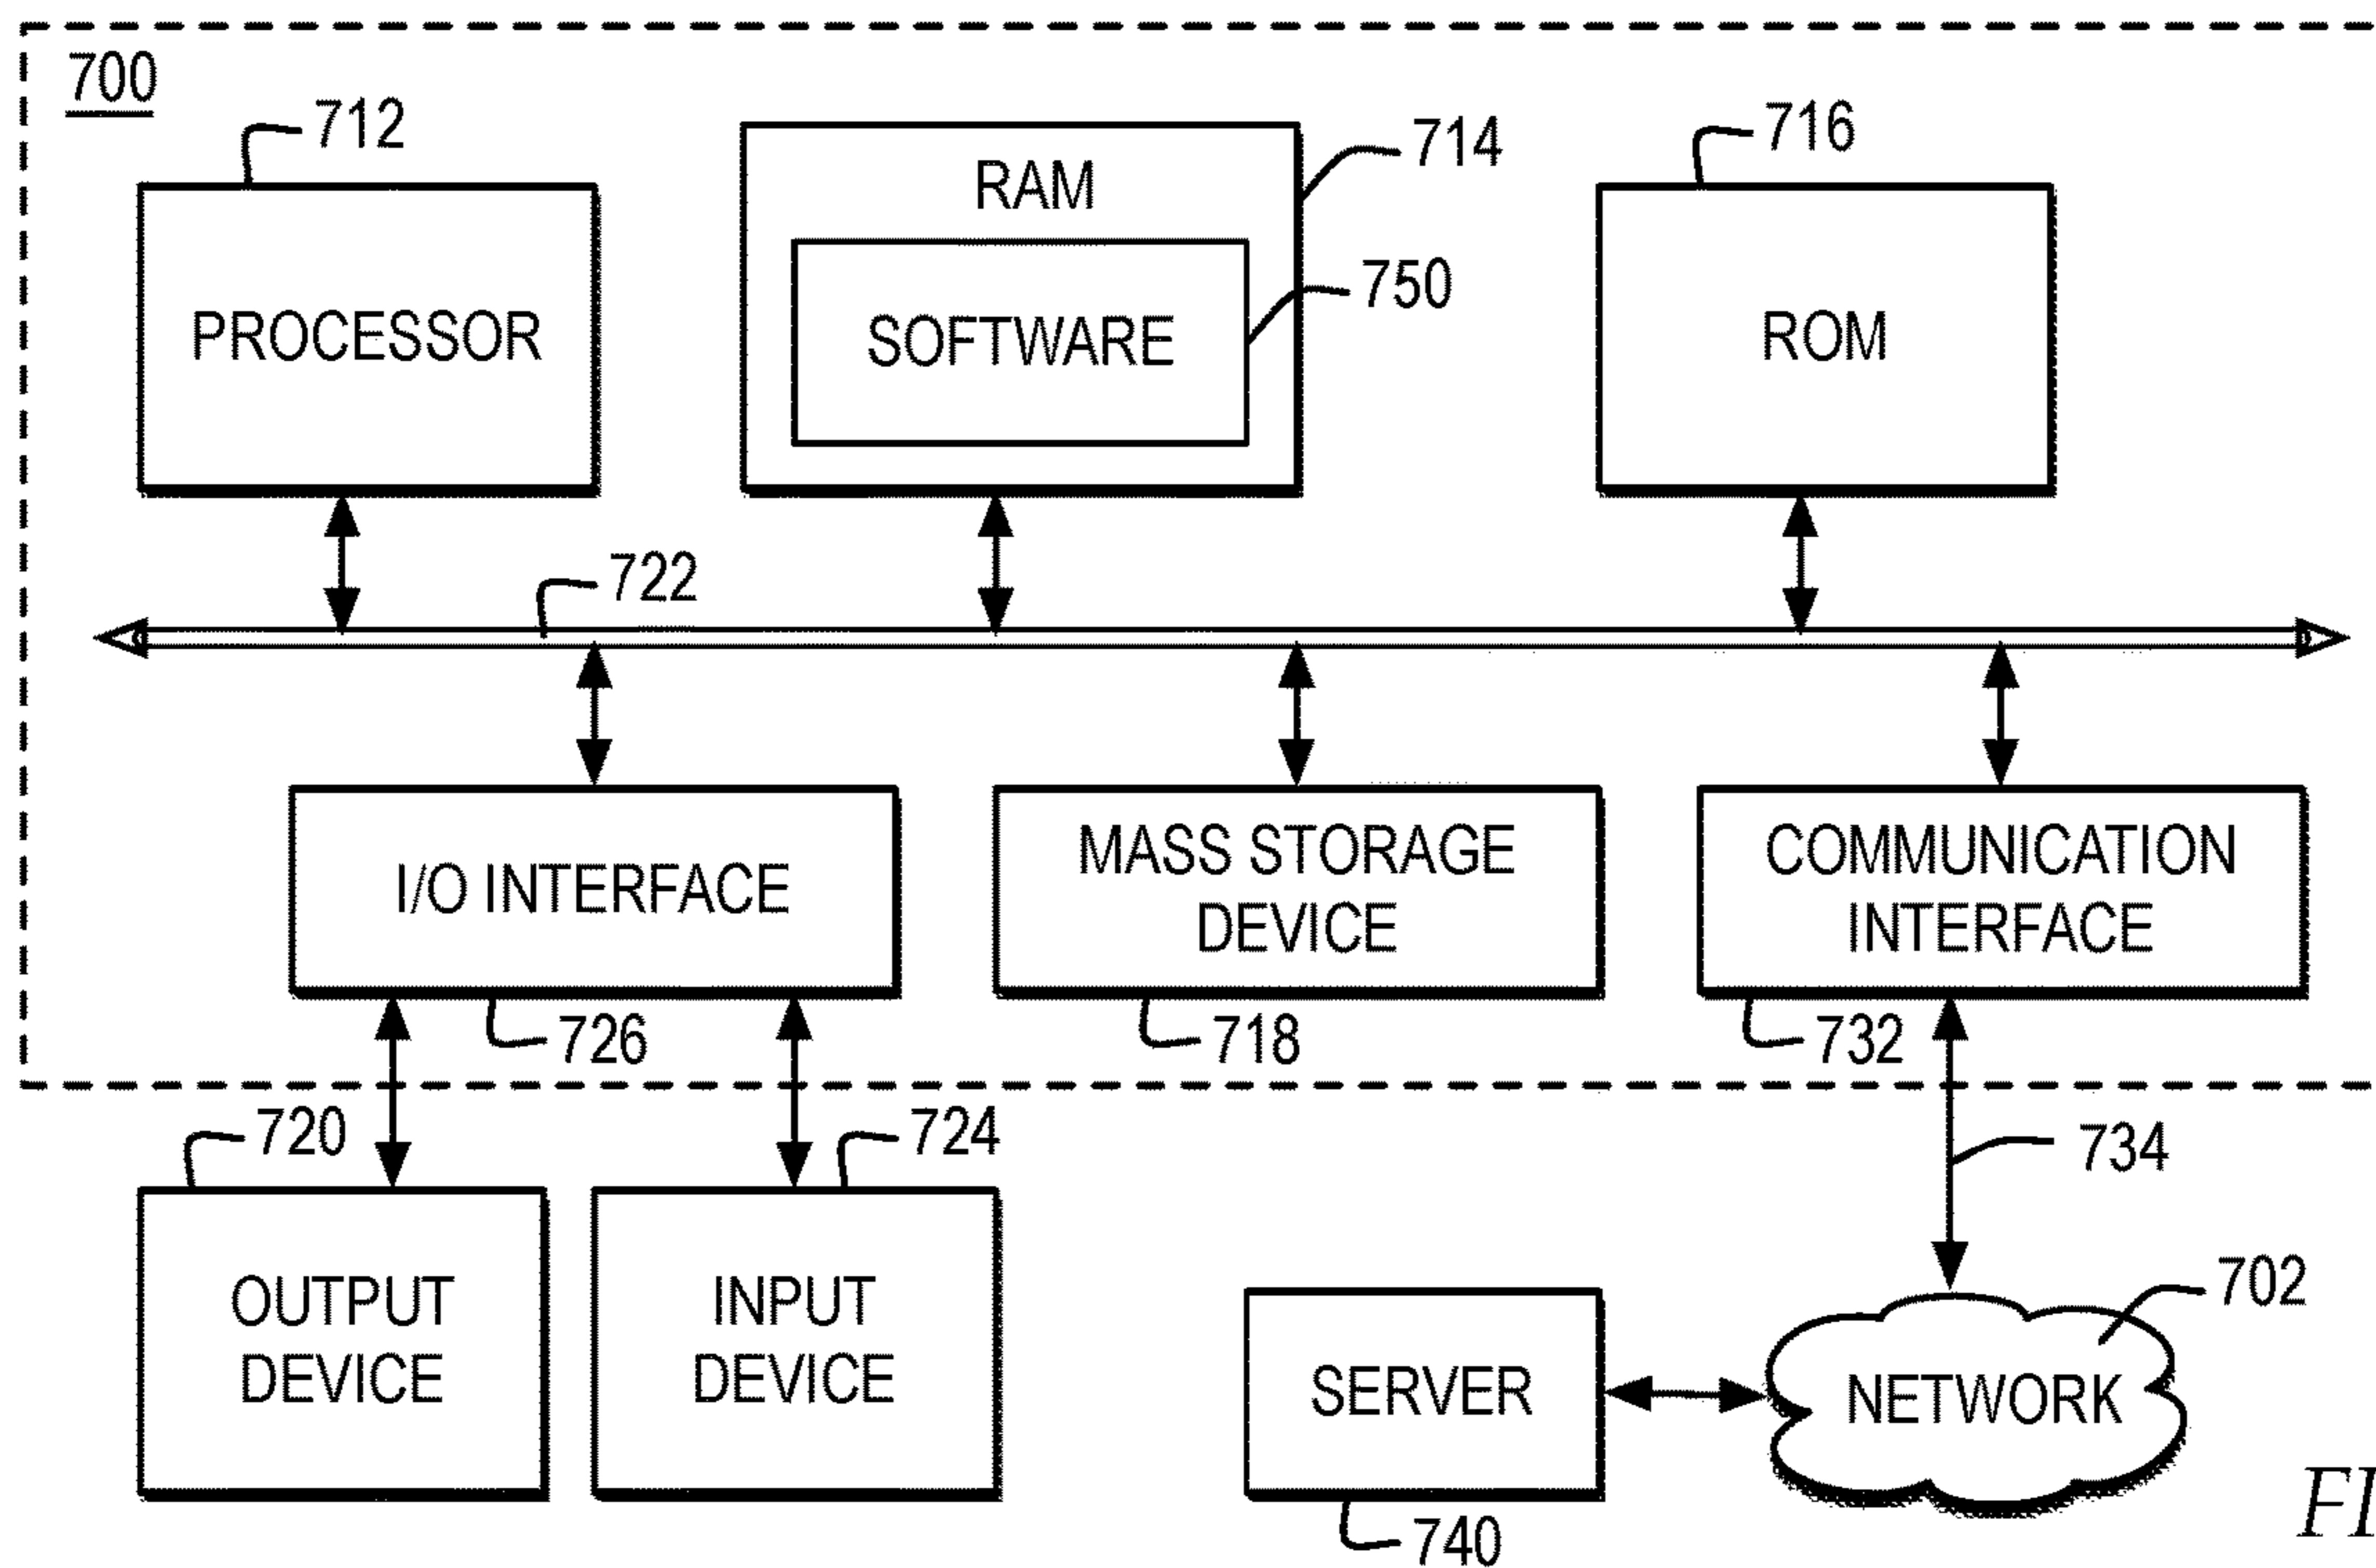 700
712
714
716
RAM
750
PROCESSOR
SOFTWARE
ROM
722
I/O INTERFACE
MASS STORAGE
DEVICE
COMMUNICATION
INTERFACE
726
718
732
720
724
734
OUTPUT
DEVICE
INPUT
DEVICE
702
SERVER
NETWORK
740
FI